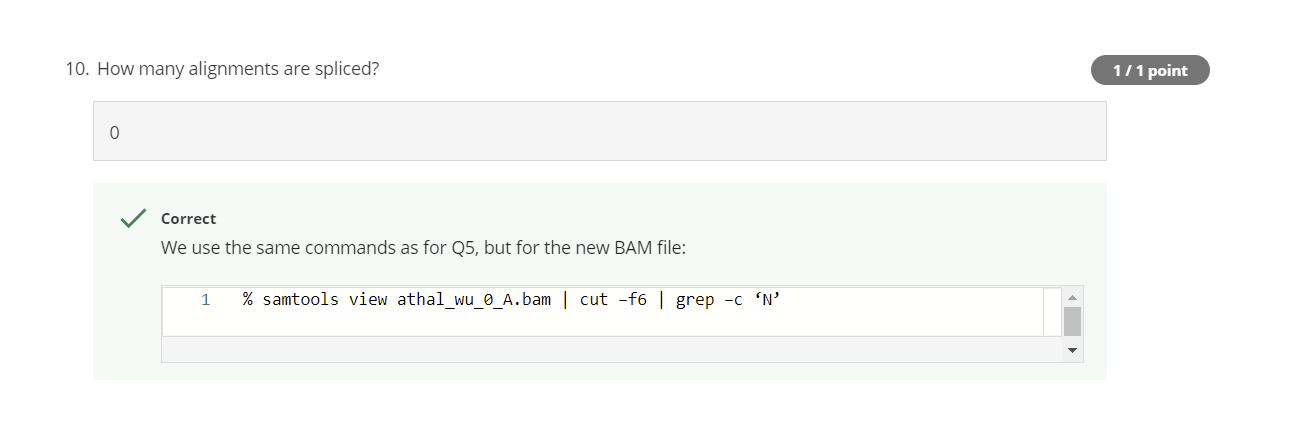 10. How many alignments are spliced?
1 / 1 point
0
Correct
We use the same commands as for Q5, but for the new BAM file:
1 % samtools view athal_wu_0_A.bam | cut –f6 | grep –c ‘N’